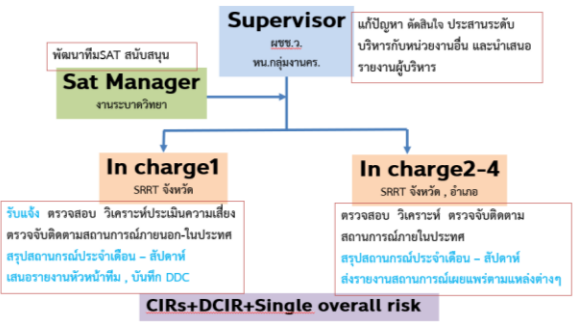 Supervisor
ผชช.ว.
หน.กลุ่มงานคร.
แก้ปัญหา ตัดสินใจ ประสานระดับ
บริหารกับหน่วยงานอื่น และนำเสนอ
รายงานผู้บริหาร
พัฒนาทีมSAT สนับสนุน
Sat Manager
งานระบาดวิทยา
In charge1
SRRT จังหวัด
รับแจ้ง ตรวจสอบ วิเคราะห์ประเมินความเสี่ยง
ตรวจจับติดตามสถานการณ์ภายนอก-ในประเทศ
สรุปสถานกรณ์ประจำเดือน – สัปดาห์
เสนอรายงานหัวหน้าทีม , บันทึก DDC
In charge2-4
SRRT จังหวัด , อำเภอ
ตรวจสอบ วิเคราะห์ ตรวจจับติดตาม
สถานการณ์ภายในประเทศ
สรุปสถานกรณ์ประจำเดือน – สัปดาห์
ส่งรายงานสถานการณ์เผยแพร่ตามแหล่งต่างๆ
CIRs+DCIR+Single overall risk